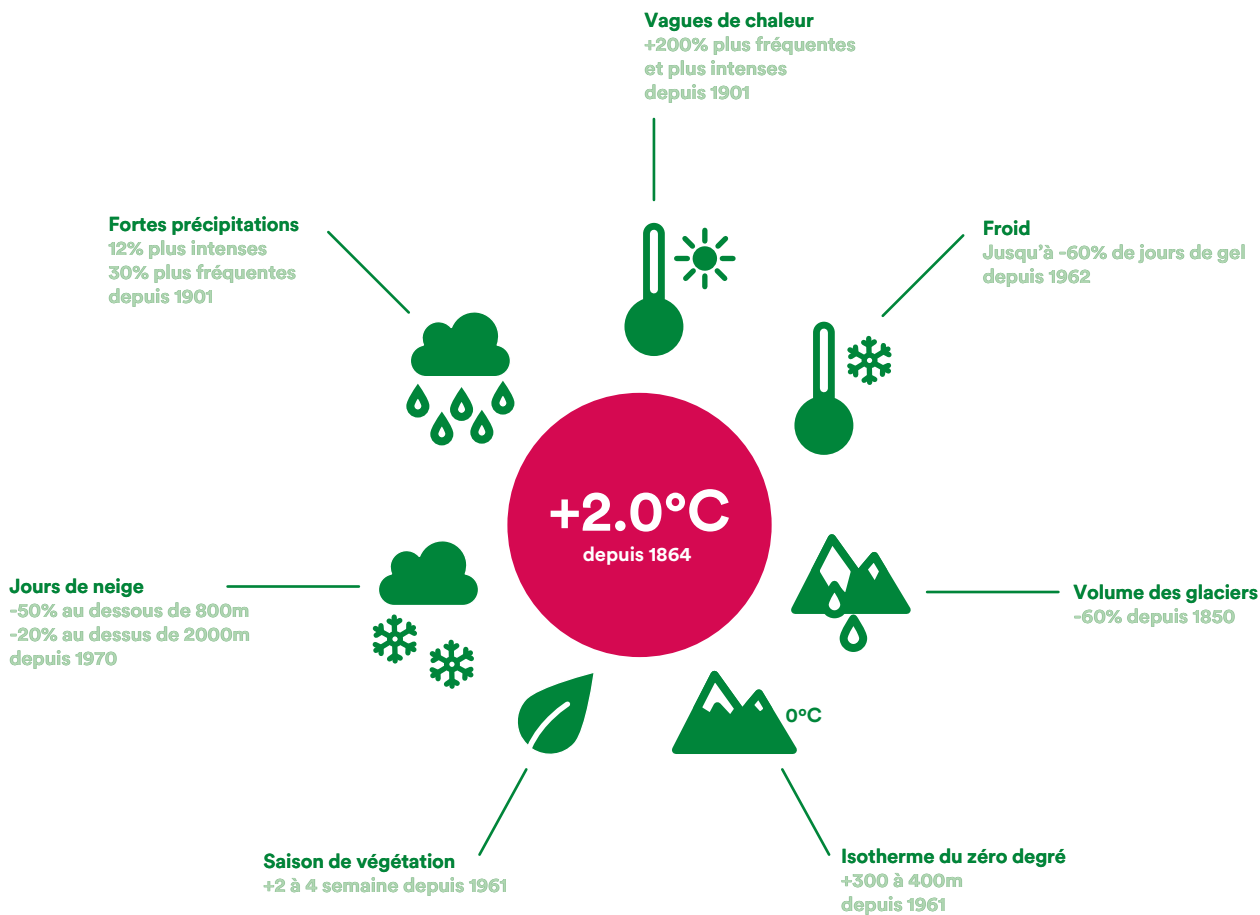 Vagues de chaleur
+200% plus fréquentes
et plus intenses
depuis 1901
Fortes précipitations
12% plus intenses
30% plus fréquentes
depuis 1901
Froid
Jusqu'à -60% de jours de gel
depuis 1962
+2.0°C
depuis 1864
Jours de neige
-50% au dessous de 800m
-20% au dessus de 2000m
depuis 1970
Volume des glaciers
-60% depuis 1850
0°C
Saison de végétation
+2 à 4 semaine depuis 1961
Isotherme du zéro degré
+300 à 400m
depuis 1961